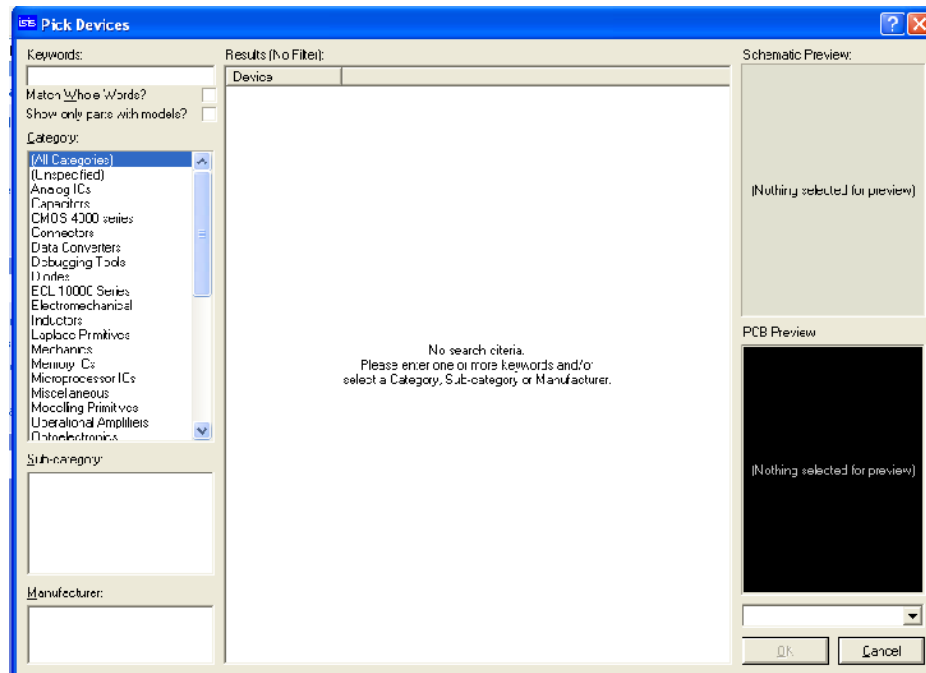 ISIS Pick Devices
Keywords:
Match Whole Words?
Show only parts with models?
Category:
(All Categories)
(Unspecified)
Analog ICs
Capacitors
CMOS 4000 series
Connectors
Data Converters
Debugging Tools
Diodes
ECL 10000 Series
Electromechanical
Inductors
Laplace Primitives
Mechanics
Memory ICs
Microprocessor ICs
Miscellaneous
Modelling Primitives
Operational Amplifiers
Optoelectronics
Sub-category:
Manufacturer:
Results (No Filter):
Device
No search criteria.
Please enter one or more keywords and/or
select a Category, Sub-category or Manufacturer.
Schematic Preview:
(Nothing selected for preview)
PCB Preview
(Nothing selected for preview)
OK
Cancel